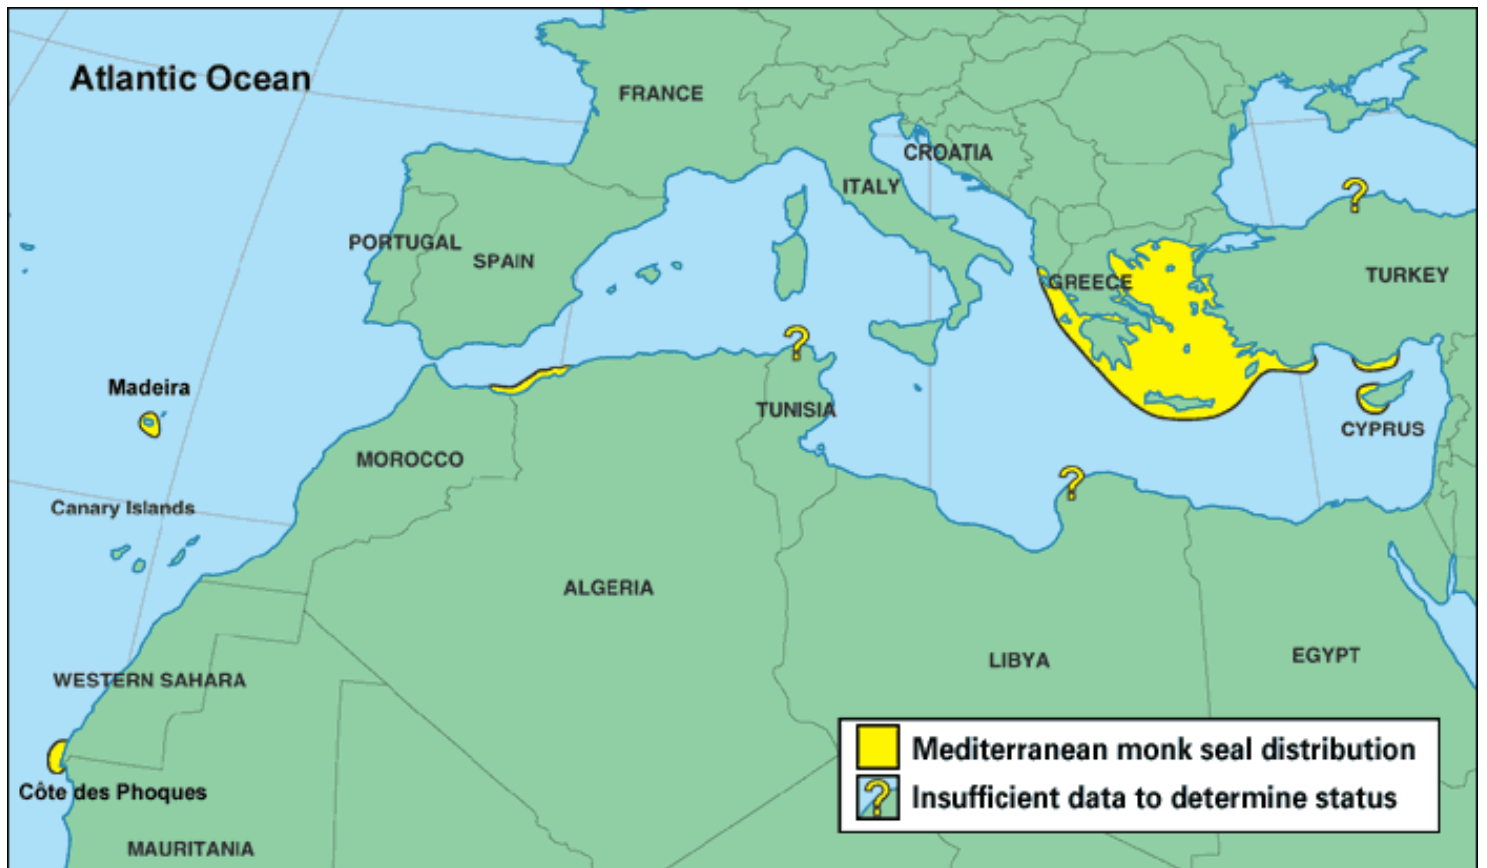 Atlantic Ocean
FRANCE
CROATIA
ITALY
PORTUGAL
SPAIN
?
GREECE
TURKEY
?
Madeira
TUNISIA
CYPRUS
MOROCCO
?
Canary Islands
ALGERIA
LIBYA
EGYPT
WESTERN SAHARA
Mediterranean monk seal distribution
Côte des Phoques
? Insufficient data to determine status
MAURITANIA